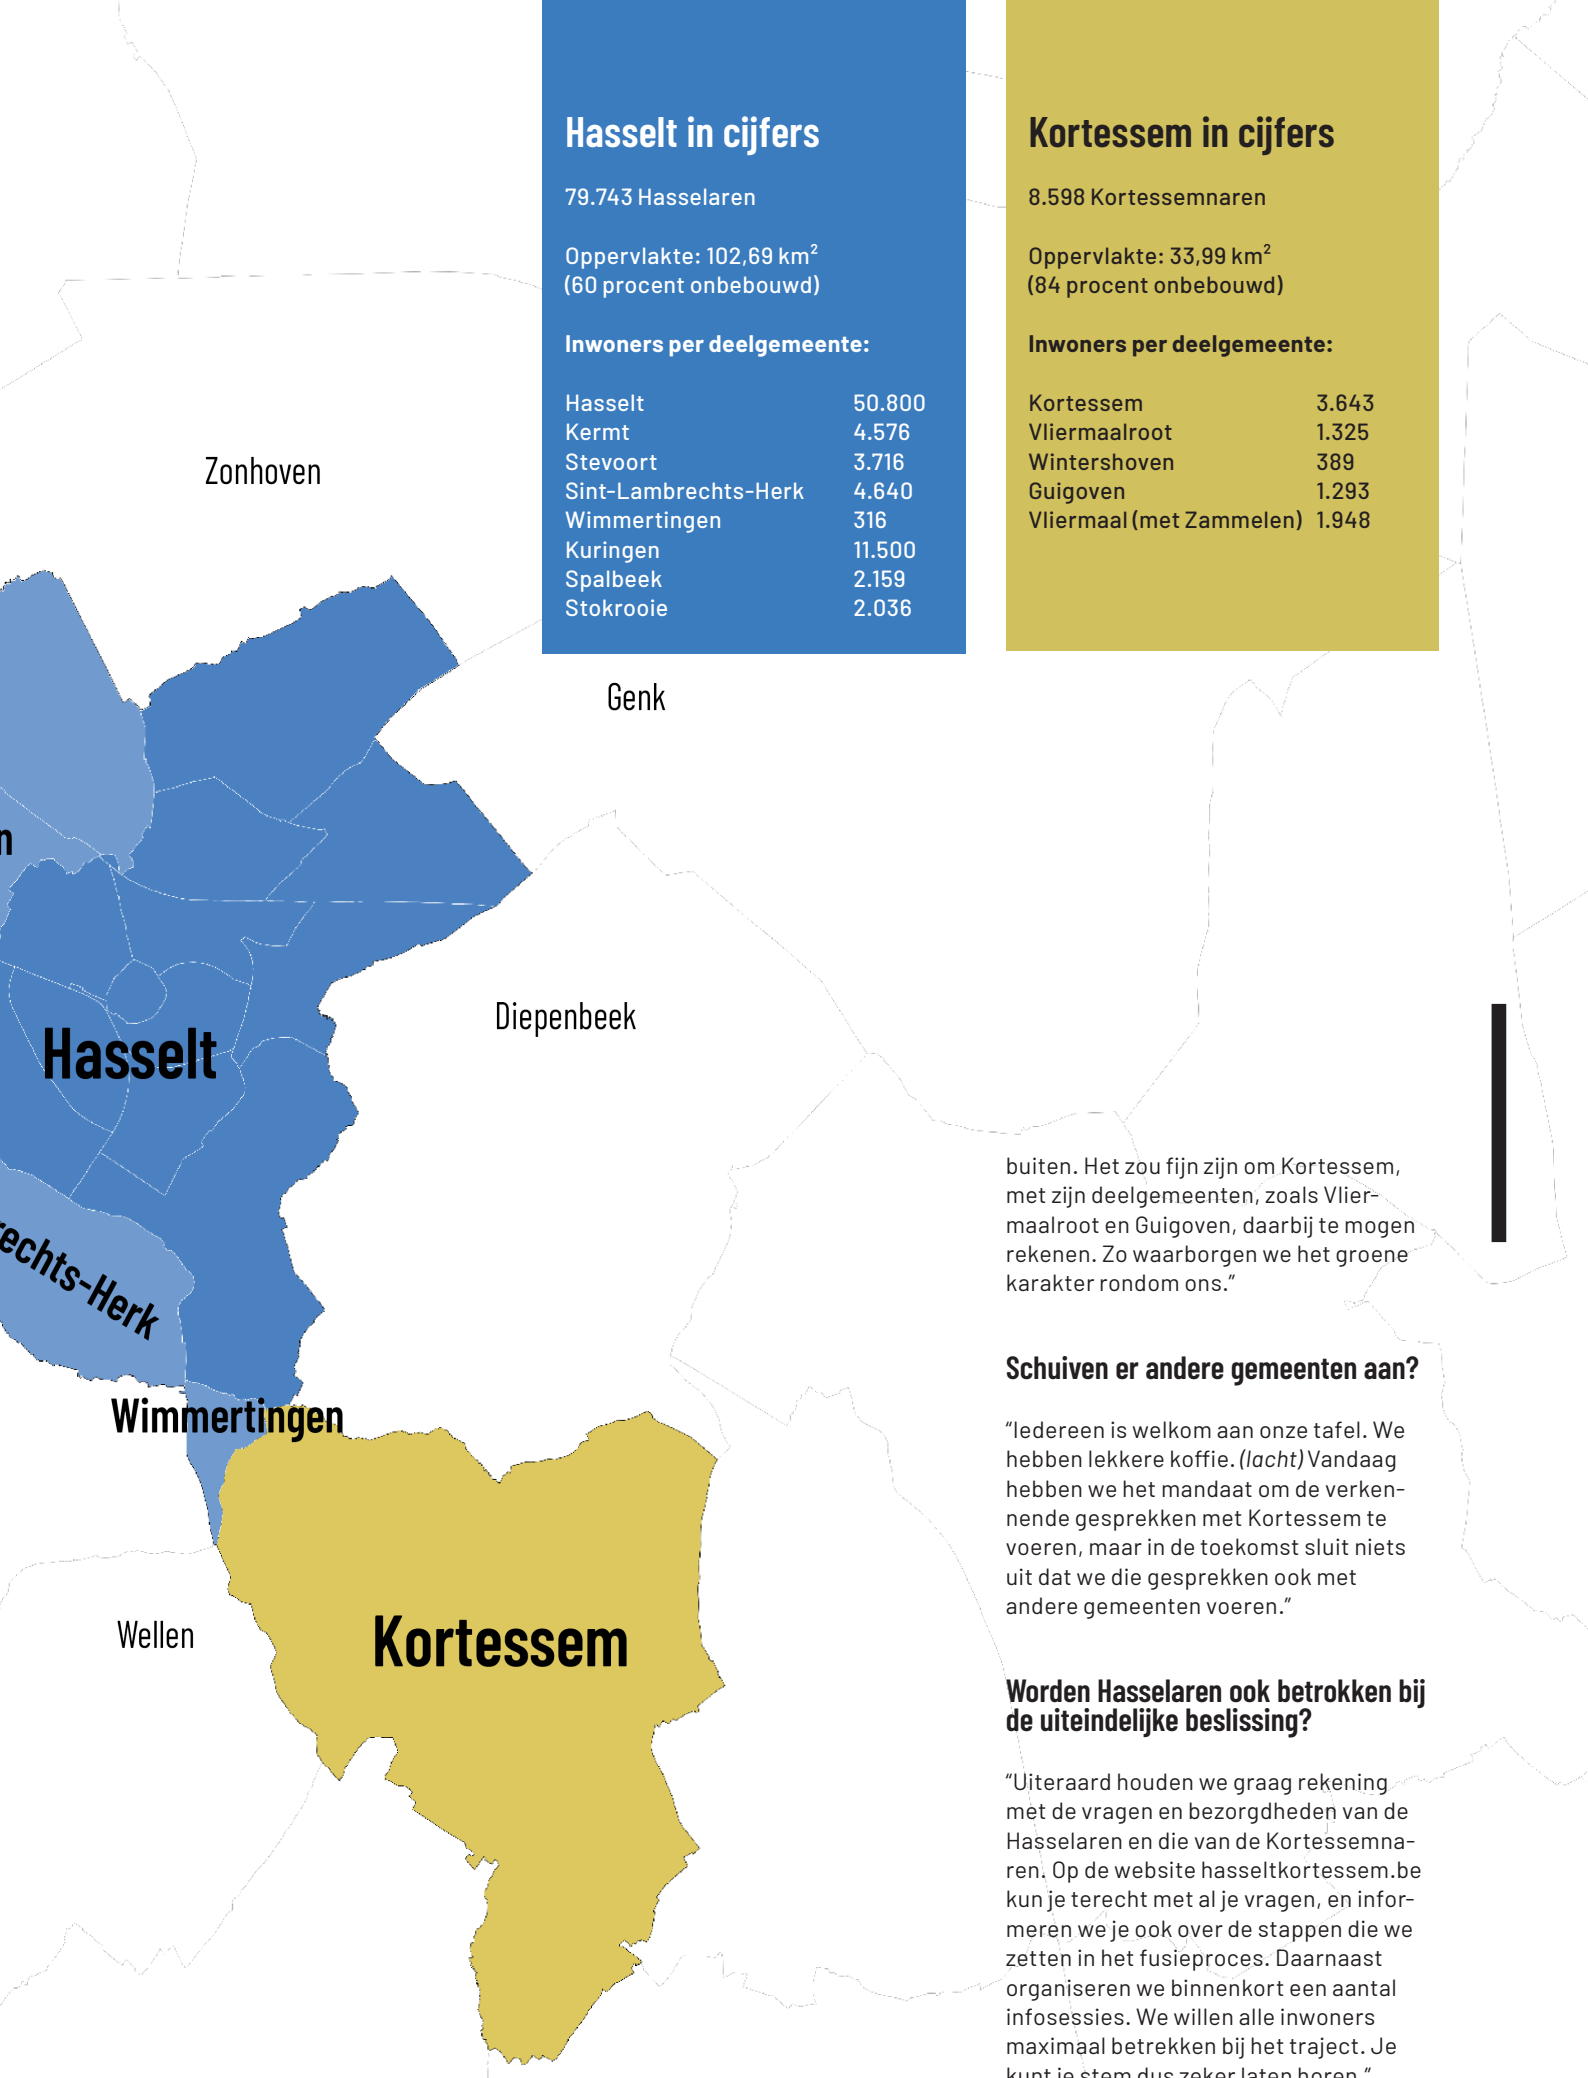 Hasselt in cijfers
79.743 Hasselaren
Oppervlakte: 102,69 km²
(60 procent onbebouwd)
Inwoners per deelgemeente:
Hasselt 50.800
Kermt 4.576
Stevoort 3.716
Sint-Lambrechts-Herk 4.640
Wimmertingen 316
Kuringen 11.500
Spalbeek 2.159
Stokrooie 2.036
Kortessem in cijfers
8.598 Kortessemnaren
Oppervlakte: 33,99 km²
(84 procent onbebouwd)
Inwoners per deelgemeente:
Kortessem 3.643
Vliermaalroot 1.325
Wintershoven 389
Guigoven 1.293
Vliermaal (met Zammelen) 1.948
Zonhoven
Genk
n
Diepenbeek
Hasselt
echts-Herk
Wimmertingen
Wellen
Kortessem
buiten. Het zou fijn zijn om Kortessem,
met zijn deelgemeenten, zoals Vlier-
maalroot en Guigoven, daarbij te mogen
rekenen. Zo waarborgen we het groene
karakter rondom ons.”
Schuiven er andere gemeenten aan?
“Iedereen is welkom aan onze tafel. We
hebben lekkere koffie. (lacht) Vandaag
hebben we het mandaat om de verken-
nende gesprekken met Kortessem te
voeren, maar in de toekomst sluit niets
uit dat we die gesprekken ook met
andere gemeenten voeren.”
Worden Hasselaren ook betrokken bij
de uiteindelijke beslissing?
“Uiteraard houden we graag rekening
met de vragen en bezorgdheden van de
Hasselaren en die van de Kortessemna-
ren. Op de website hasseltkortessem.be
kun je terecht met al je vragen, en infor-
meren we je ook over de stappen die we
zetten in het fusieproces. Daarnaast
organiseren we binnenkort een aantal
infosessies. We willen alle inwoners
maximaal betrekken bij het traject. Je
kunt je stem dus zeker laten horen.”